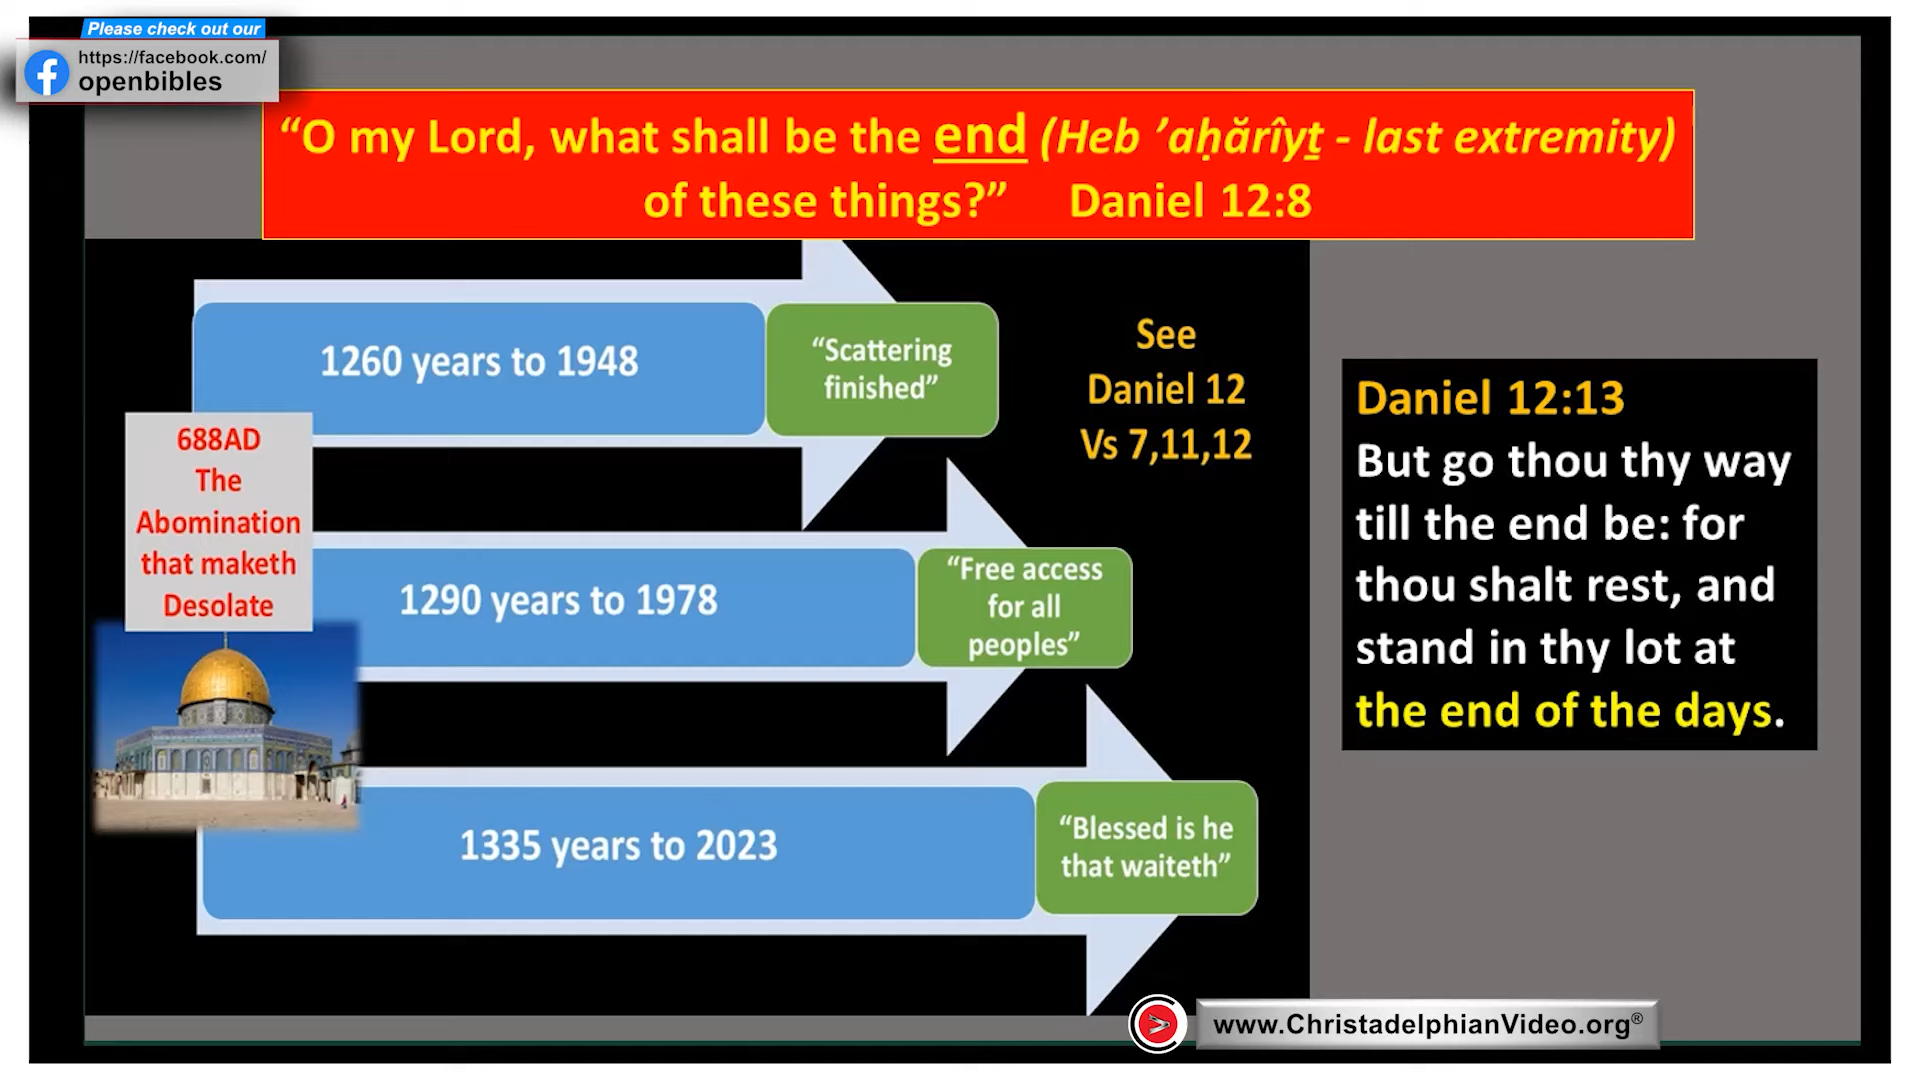 Please check out our
https://facebook.com/
openbibles
“O my Lord, what shall be the end (Heb ’aḥărîyṯ - last extremity)
of these things?” Daniel 12:8
1260 years to 1948
“Scattering
finished”
See
Daniel 12
Vs 7,11,12
688AD
The
Abomination
that maketh
Desolate
1290 years to 1978
“Free access
for all
peoples”
1335 years to 2023
“Blessed is he
that waiteth”
Daniel 12:13
But go thou thy way
till the end be: for
thou shalt rest, and
stand in thy lot at
the end of the days.
www.ChristadelphianVideo.org®